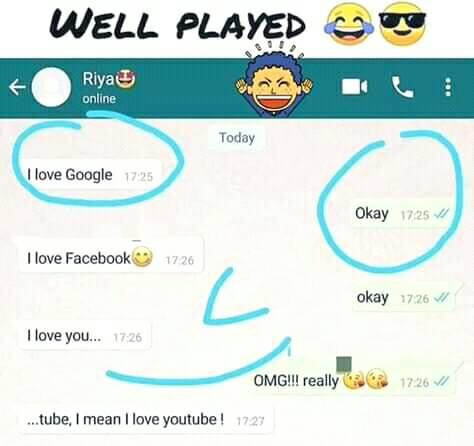 WELL PLAYED 😂😎
Riya🤩
online
Today
I love Google 17:25
Okay 17:25
I love Facebook😋 17:26
okay 17:26
I love you... 17:26
OMG!!! really 😘😘 17:26
...tube, I mean I love youtube ! 17:27